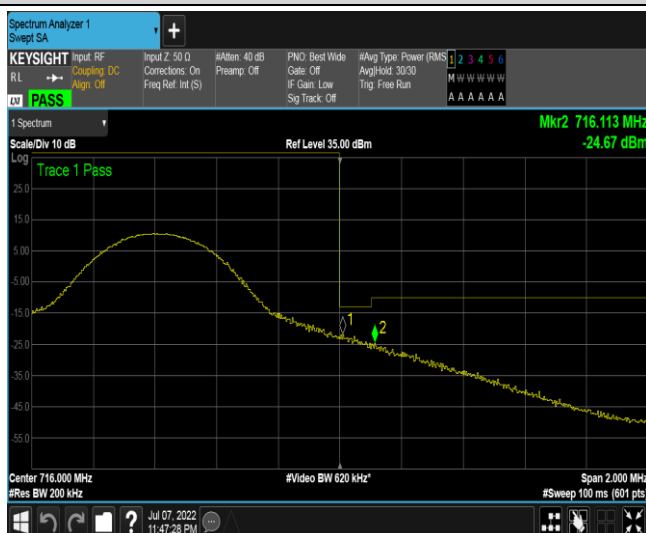 Spectrum Analyzer 1
Swept SA
+
KEYSIGHT
RL
LXI PASS
Input: RF
Coupling: DC
Align: Off
Input Z: 50 Ω
Corrections: On
Freq Ref: Int (S)
#Atten: 40 dB
Preamp: Off
PNO: Best Wide
Gate: Off
IF Gain: Low
Sig Track: Off
#Avg Type: Power (RMS
Avg|Hold: 30/30
Trig: Free Run
1 2 3 4 5 6
M W W W W W
A A A A A A
1 Spectrum
Mkr2 716.113 MHz
Scale/Div 10 dB
Ref Level 35.00 dBm
-24.67 dBm
Log
Trace 1 Pass
25.0
15.0
5.00
-5.00
-15.0
-25.0
-35.0
-45.0
-55.0
1
2
Center 716.000 MHz
#Video BW 620 kHz*
Span 2.000 MHz
#Res BW 200 kHz
#Sweep 100 ms (601 pts)
?
Jul 07, 2022
11:47:28 PM